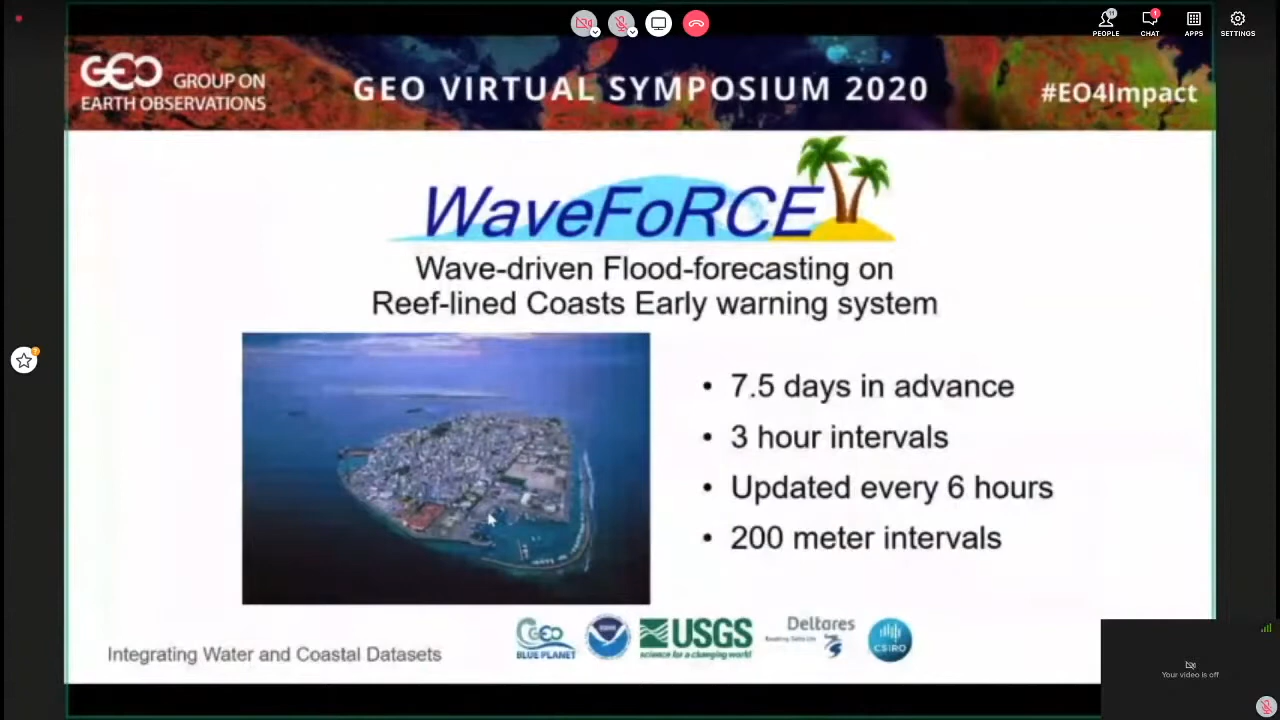 11
1
PEOPLE
CHAT
APPS
SETTINGS
GEO GROUP ON
EARTH OBSERVATIONS
GEO VIRTUAL SYMPOSIUM 2020
#EO4Impact
WaveFoRCE
Wave-driven Flood-forecasting on
Reef-lined Coasts Early warning system
• 7.5 days in advance
• 3 hour intervals
• Updated every 6 hours
• 200 meter intervals
Integrating Water and Coastal Datasets
GEO
BLUE PLANET
USGS
science for a changing world
Deltares
CSIRO
Your video is off